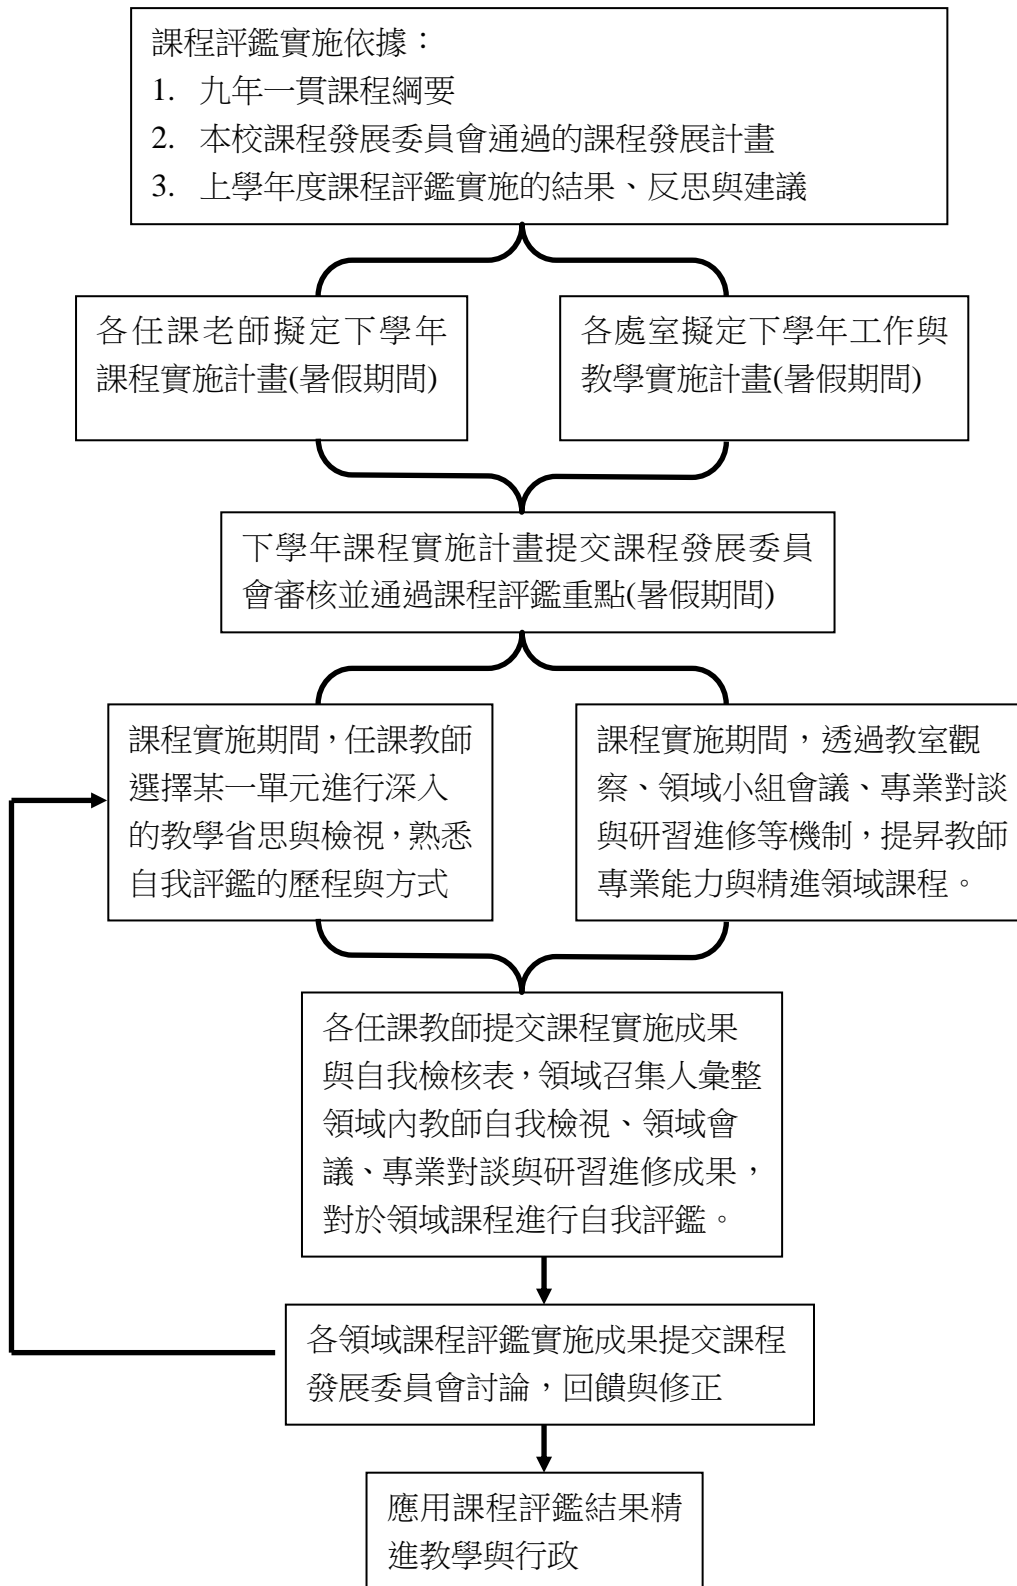 課程評鑑實施依據：
1. 九年一貫課程綱要
2. 本校課程發展委員會通過的課程發展計畫
3. 上學年度課程評鑑實施的結果、反思與建議
各任課老師擬定下學年
課程實施計畫(暑假期間)
各處室擬定下學年工作與
教學實施計畫(暑假期間)
下學年課程實施計畫提交課程發展委員
會審核並通過課程評鑑重點(暑假期間)
課程實施期間，任課教師
選擇某一單元進行深入
的教學省思與檢視，熟悉
自我評鑑的歷程與方式
課程實施期間，透過教室觀
察、領域小組會議、專業對談
與研習進修等機制，提昇教師
專業能力與精進領域課程。
各任課教師提交課程實施成果
與自我檢核表，領域召集人彙整
領域內教師自我檢視、領域會
議、專業對談與研習進修成果，
對於領域課程進行自我評鑑。
各領域課程評鑑實施成果提交課程
發展委員會討論，回饋與修正
應用課程評鑑結果精
進教學與行政